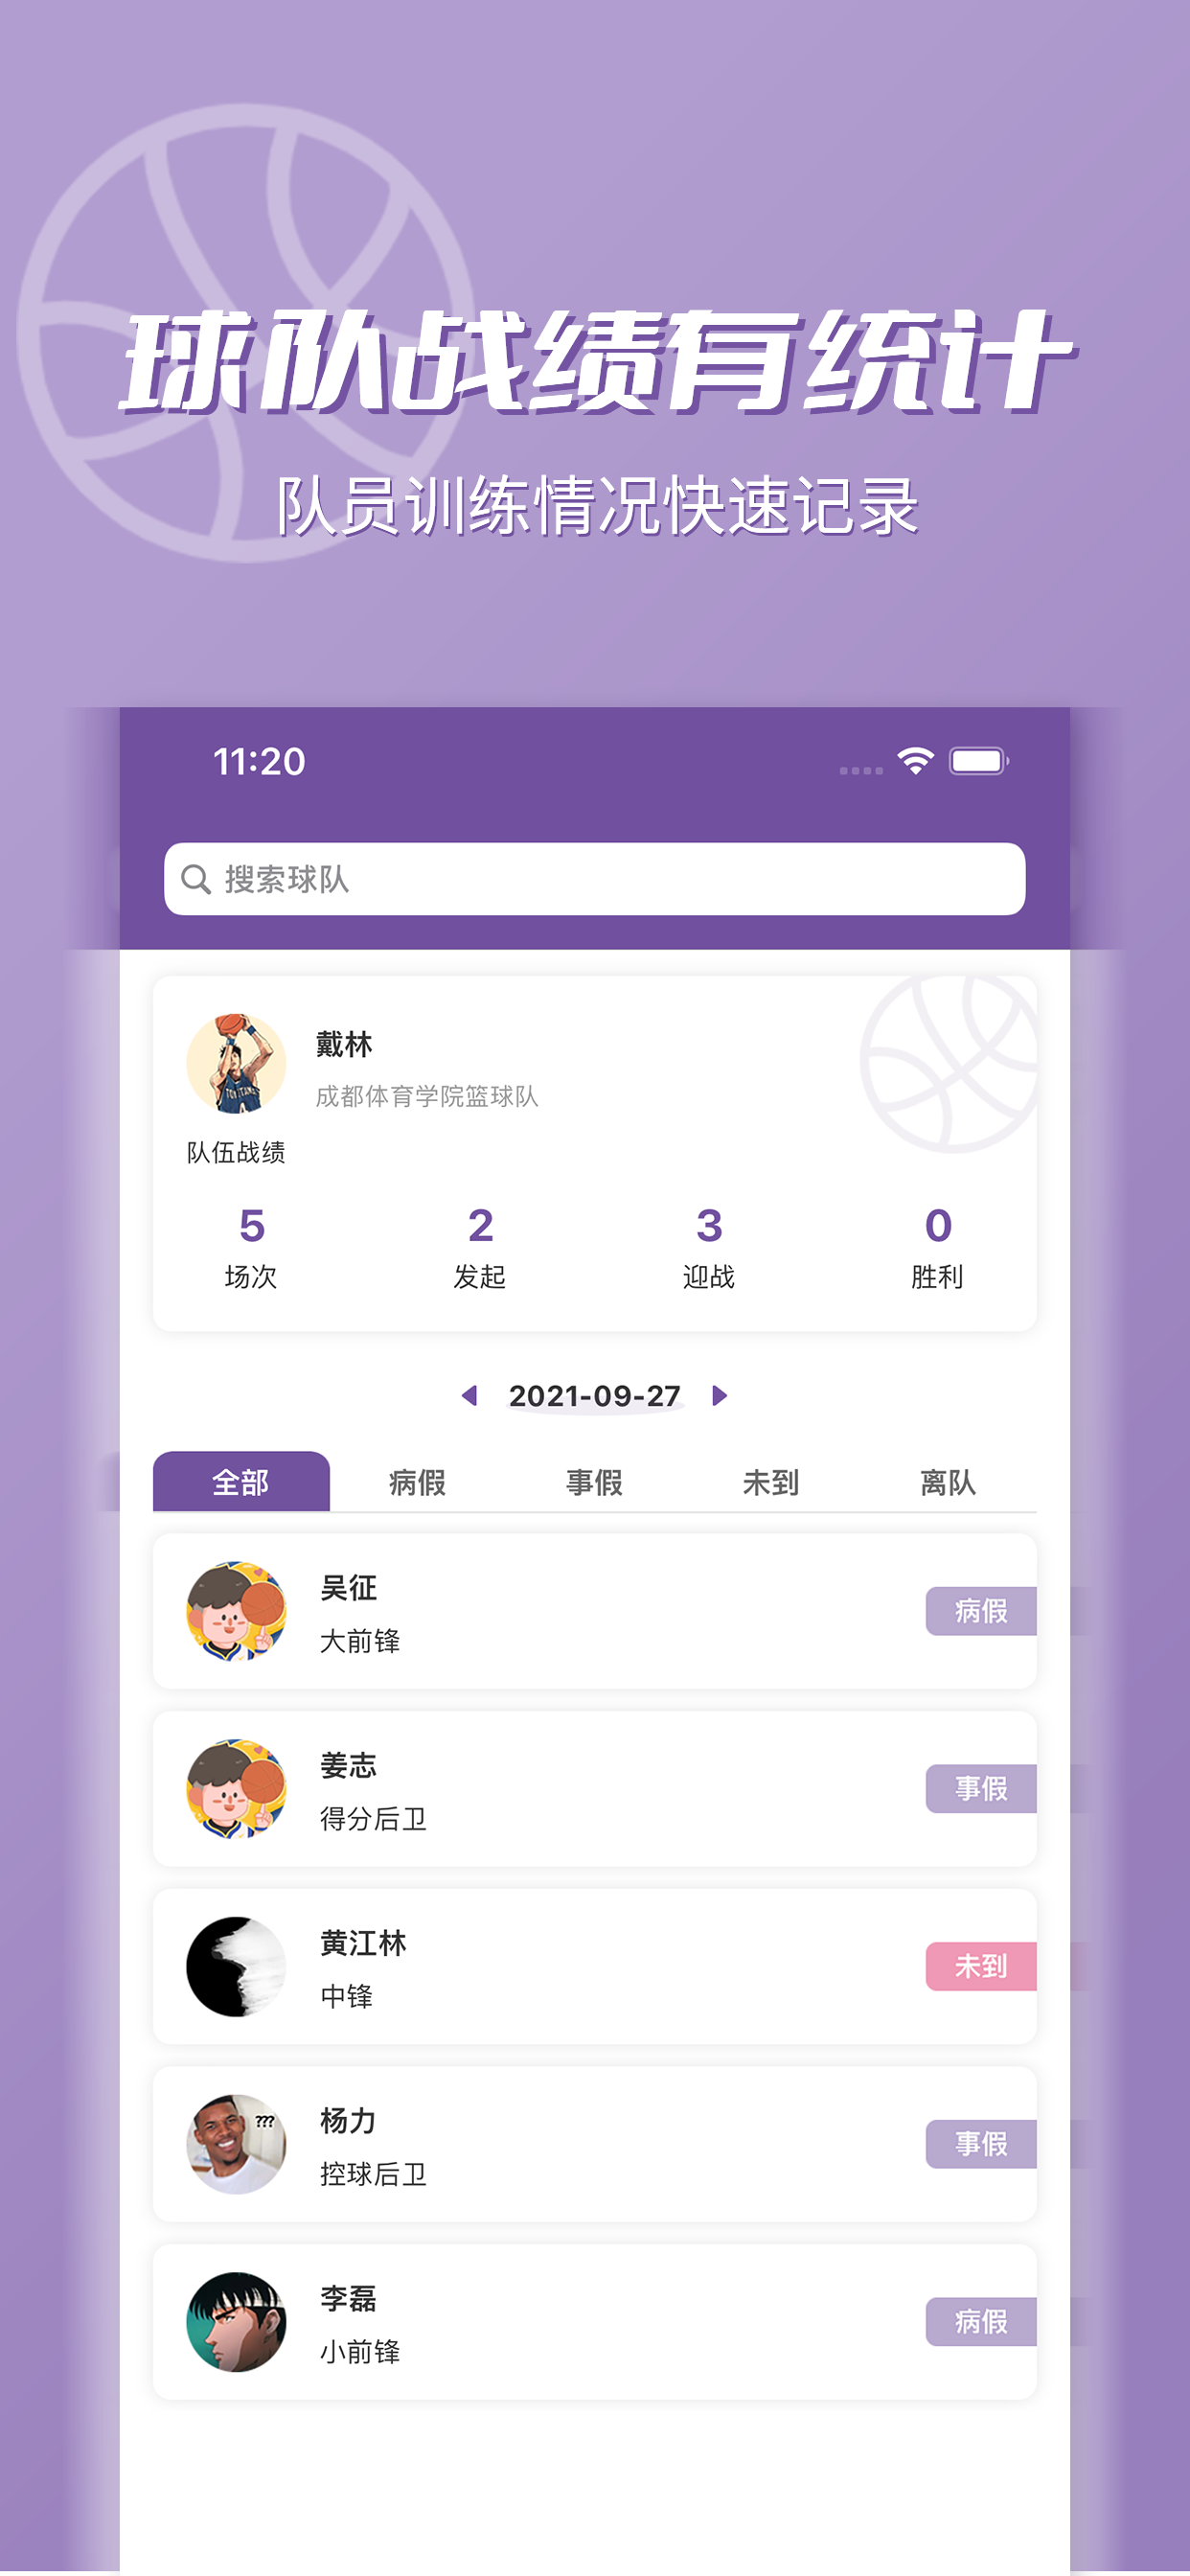 球队战绩有统计
队员训练情况快速记录
11:20
搜索球队
戴林
成都体育学院篮球队
队伍战绩
5 2 3 0
场次 发起 迎战 胜利
2021-09-27
全部 病假 事假 未到 离队
吴征
病假
大前锋
姜志
事假
得分后卫
黄江林
未到
中锋
???
杨力
事假
控球后卫
李磊
病假
小前锋